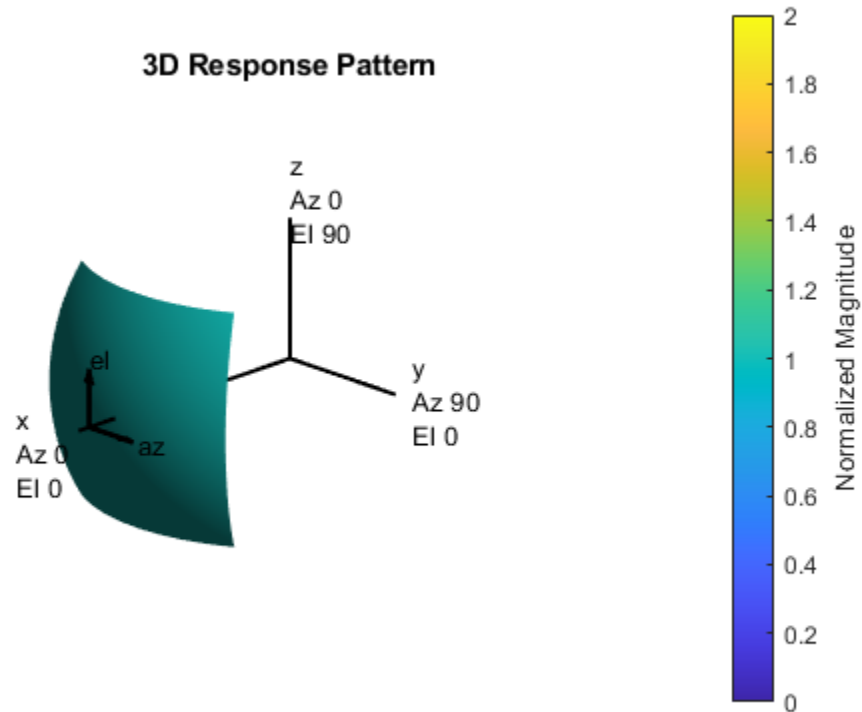 3D Response Pattern
z
Az 0
El 90
y
Az 90
El 0
el
az
x
Az 0
El 0
2
1.8
1.6
1.4
1.2
1
0.8
0.6
0.4
0.2
0
Normalized Magnitude